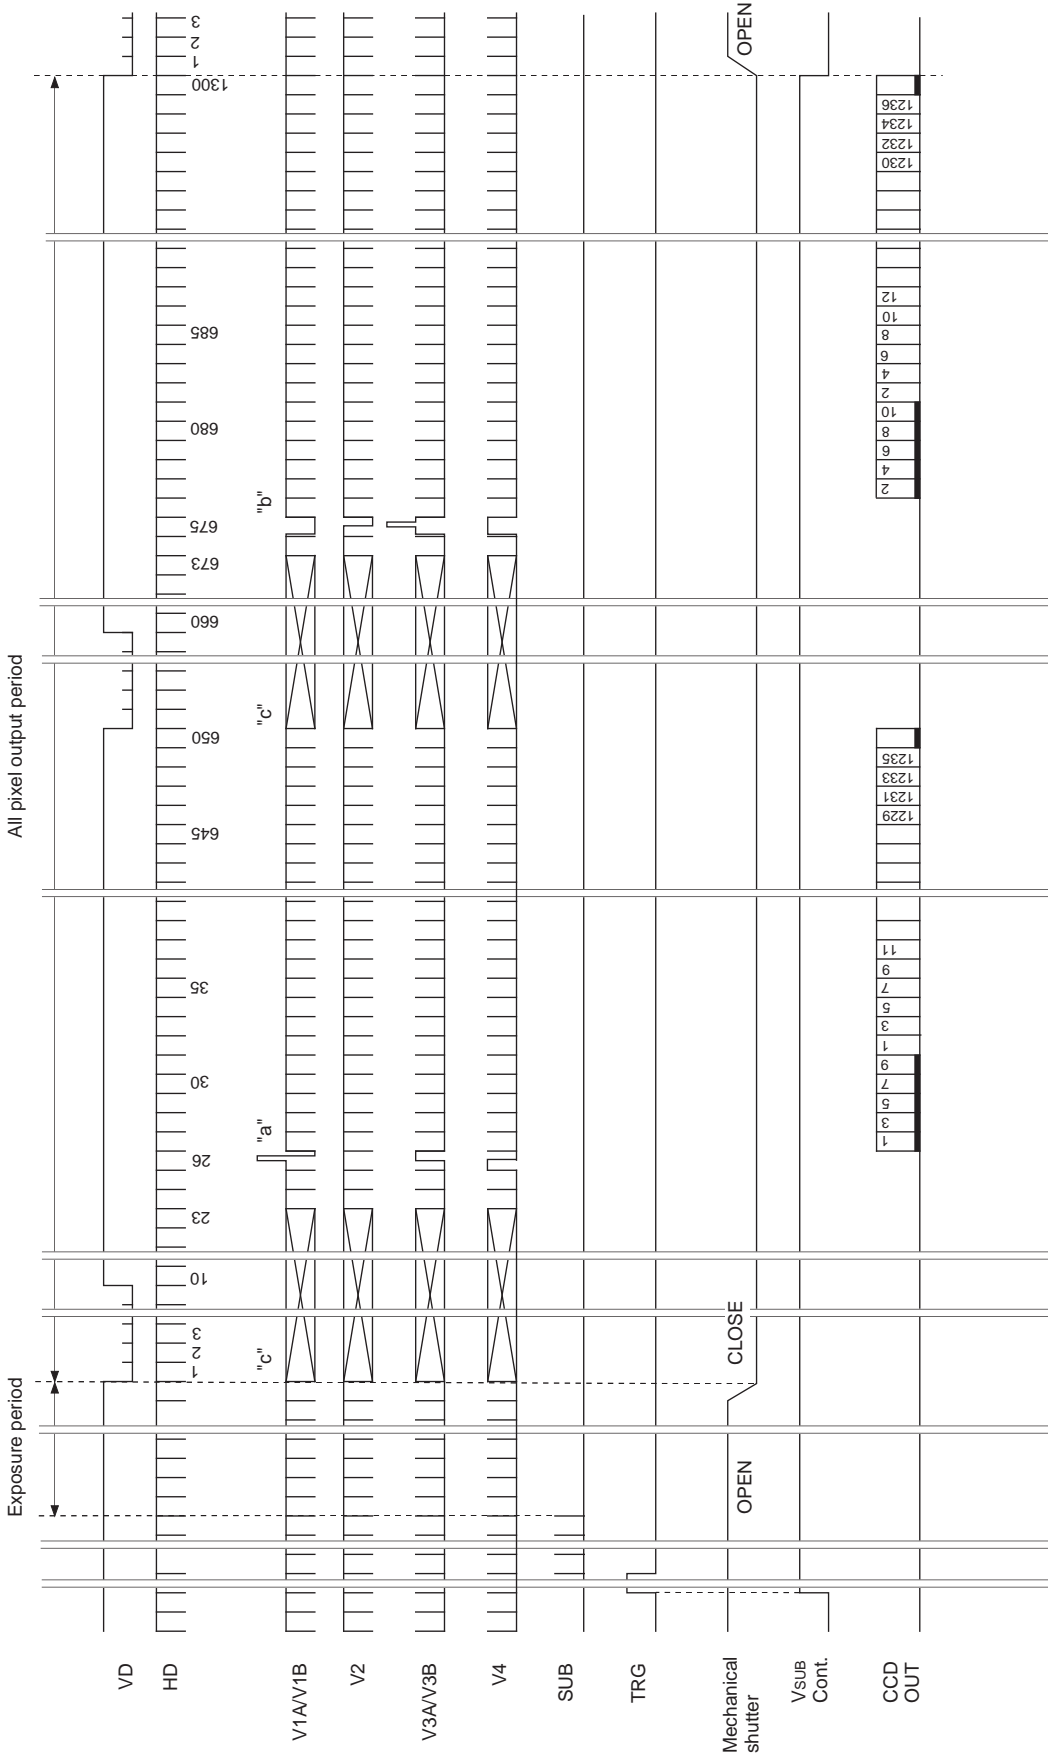 Exposure period
All pixel output period
VD
HD
1
2
3
10
23
26
30
35
645
650
660
673
675
680
685
1300
1
2
3
"c"
"a"
"c"
"b"
V1A/V1B
V2
V3A/V3B
V4
SUB
TRG
Mechanical
shutter
OPEN
CLOSE
OPEN
VSUB
Cont.
CCD
OUT
1
3
5
7
9
1
3
5
7
9
11
1229
1231
1233
1235
2
4
6
8
10
2
4
6
8
10
12
1230
1232
1234
1236